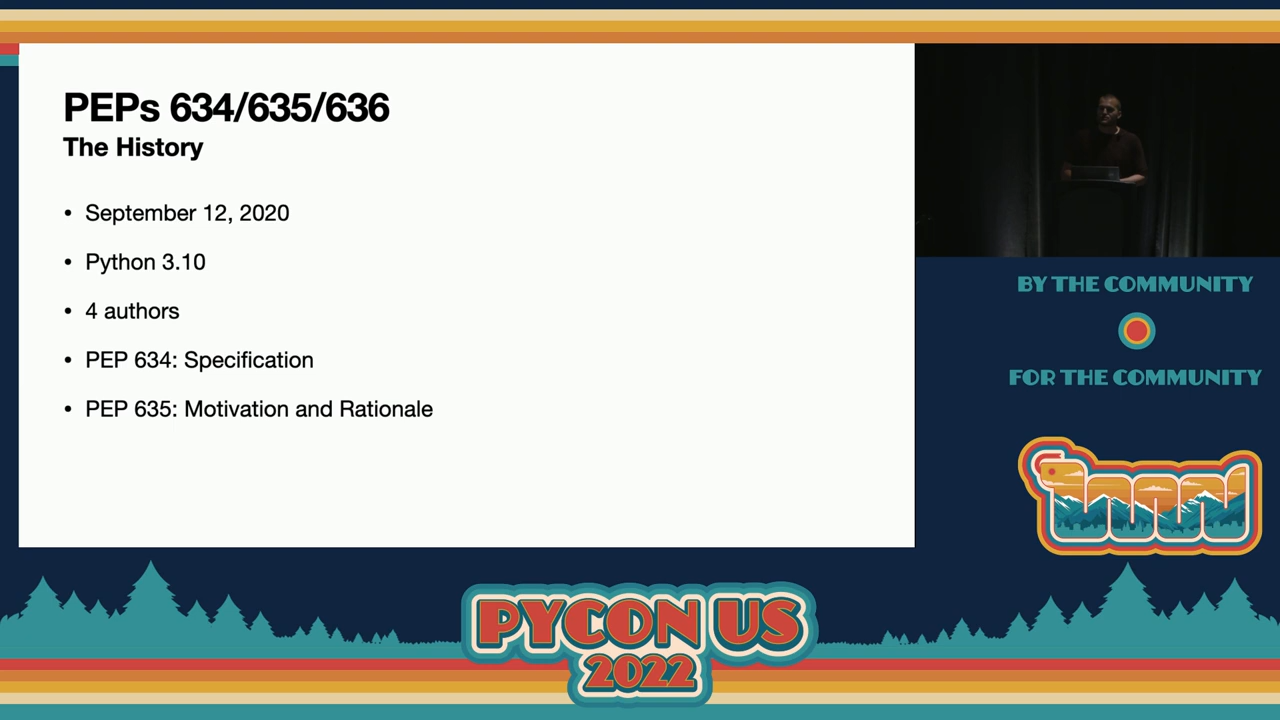 PEPs 634/635/636
The History
• September 12, 2020
• Python 3.10
• 4 authors
• PEP 634: Specification
• PEP 635: Motivation and Rationale
BY THE COMMUNITY
FOR THE COMMUNITY
PYCON US
2022